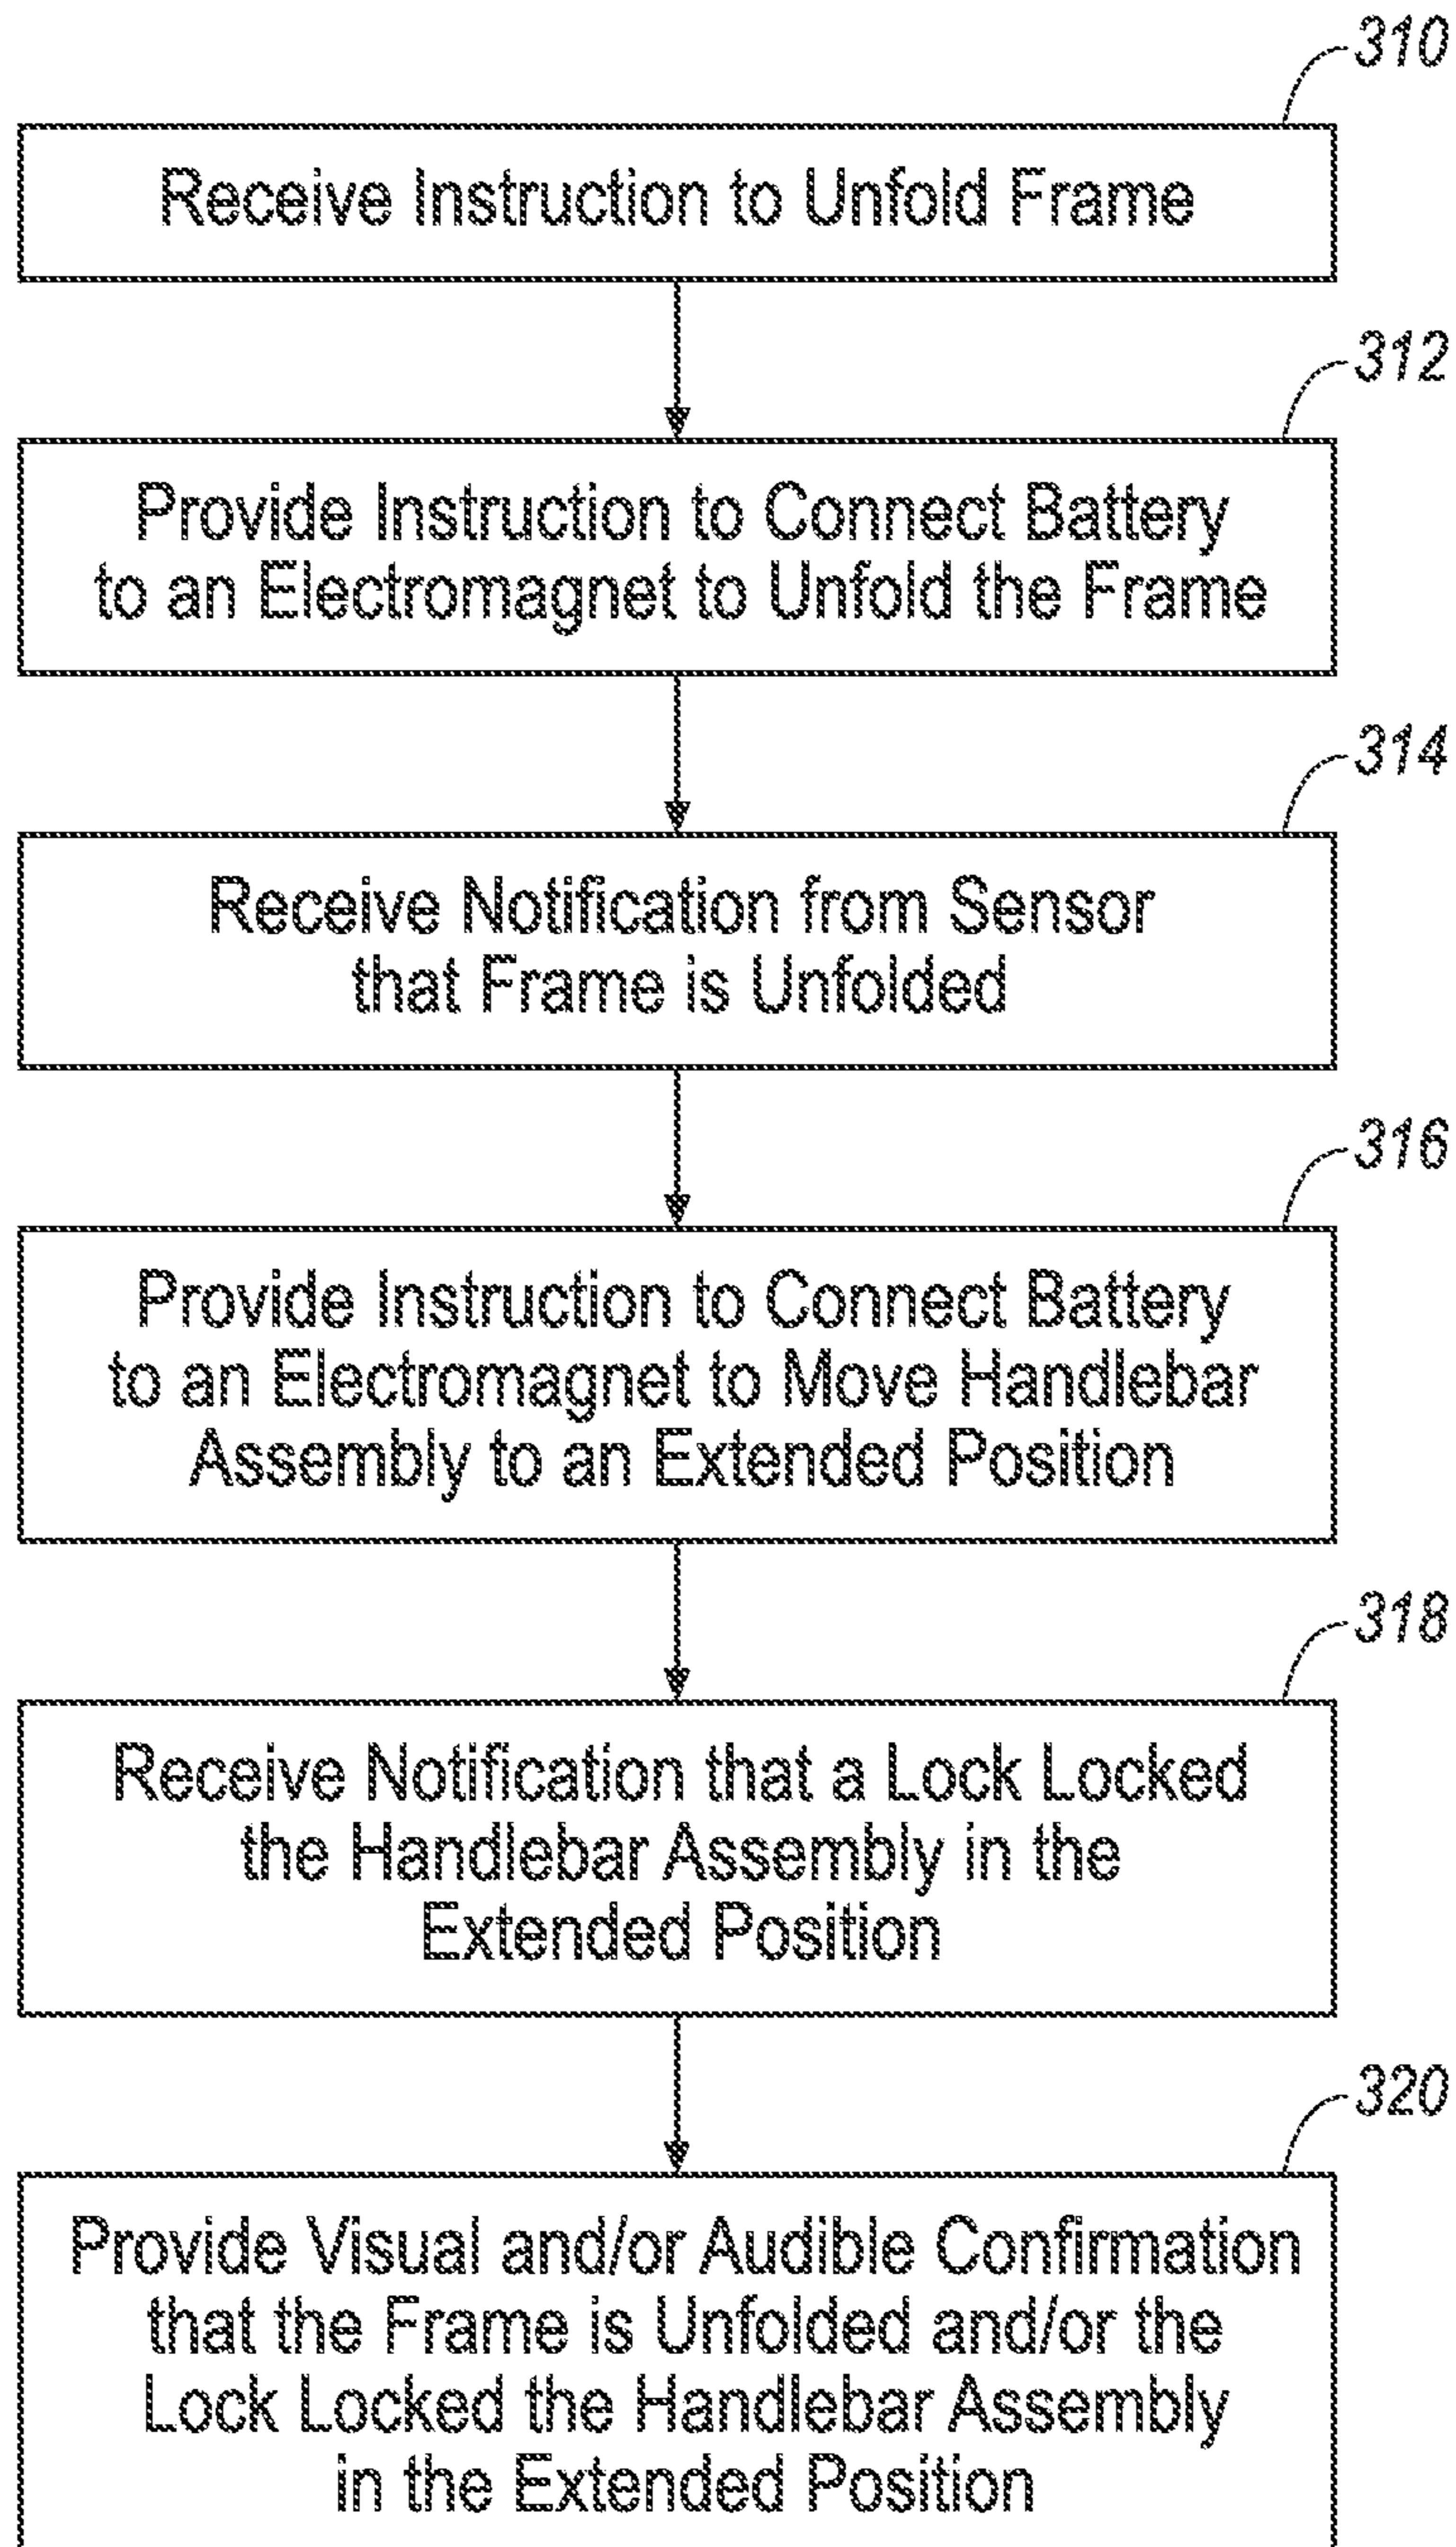 310
Receive Instruction to Unfold Frame
312
Provide Instruction to Connect Battery
to an Electromagnet to Unfold the Frame
314
Receive Notification from Sensor
that Frame is Unfolded
316
Provide Instruction to Connect Battery
to an Electromagnet to Move Handlebar
Assembly to an Extended Position
318
Receive Notification that a Lock Locked
the Handlebar Assembly in the
Extended Position
320
Provide Visual and/or Audible Confirmation
that the Frame is Unfolded and/or the
Lock Locked the Handlebar Assembly
in the Extended Position